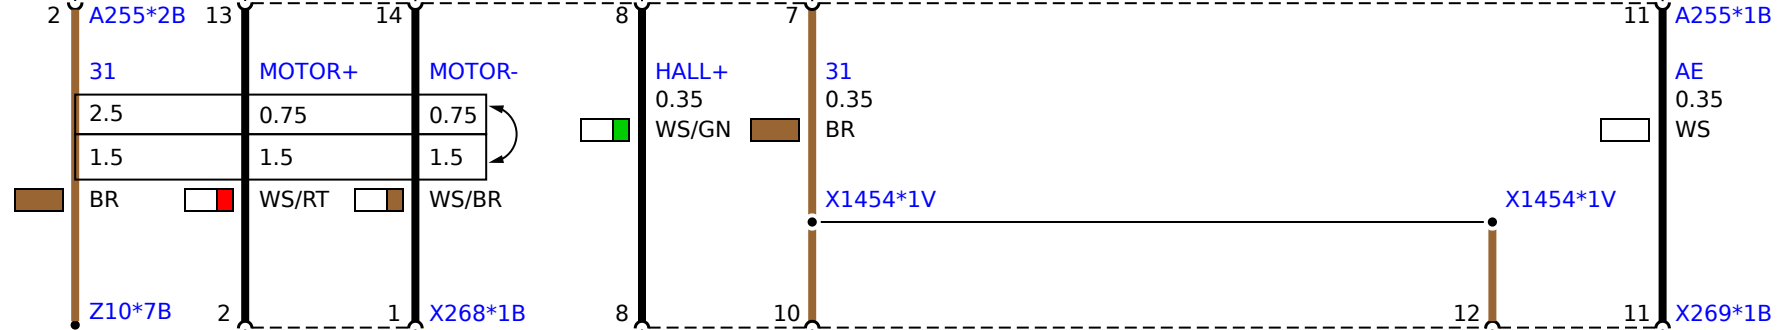 2 A255*2B 13 14 8 7 11 A255*1B
31 MOTOR+ MOTOR- HALL+ 31 AE
0.35 0.35 0.35
2.5 0.75 0.75
WS/GN BR WS
1.5 1.5 1.5
BR WS/RT WS/BR X1454*1V X1454*1V
Z10*7B 2 1 X268*1B 8 10 12 11 X269*1B